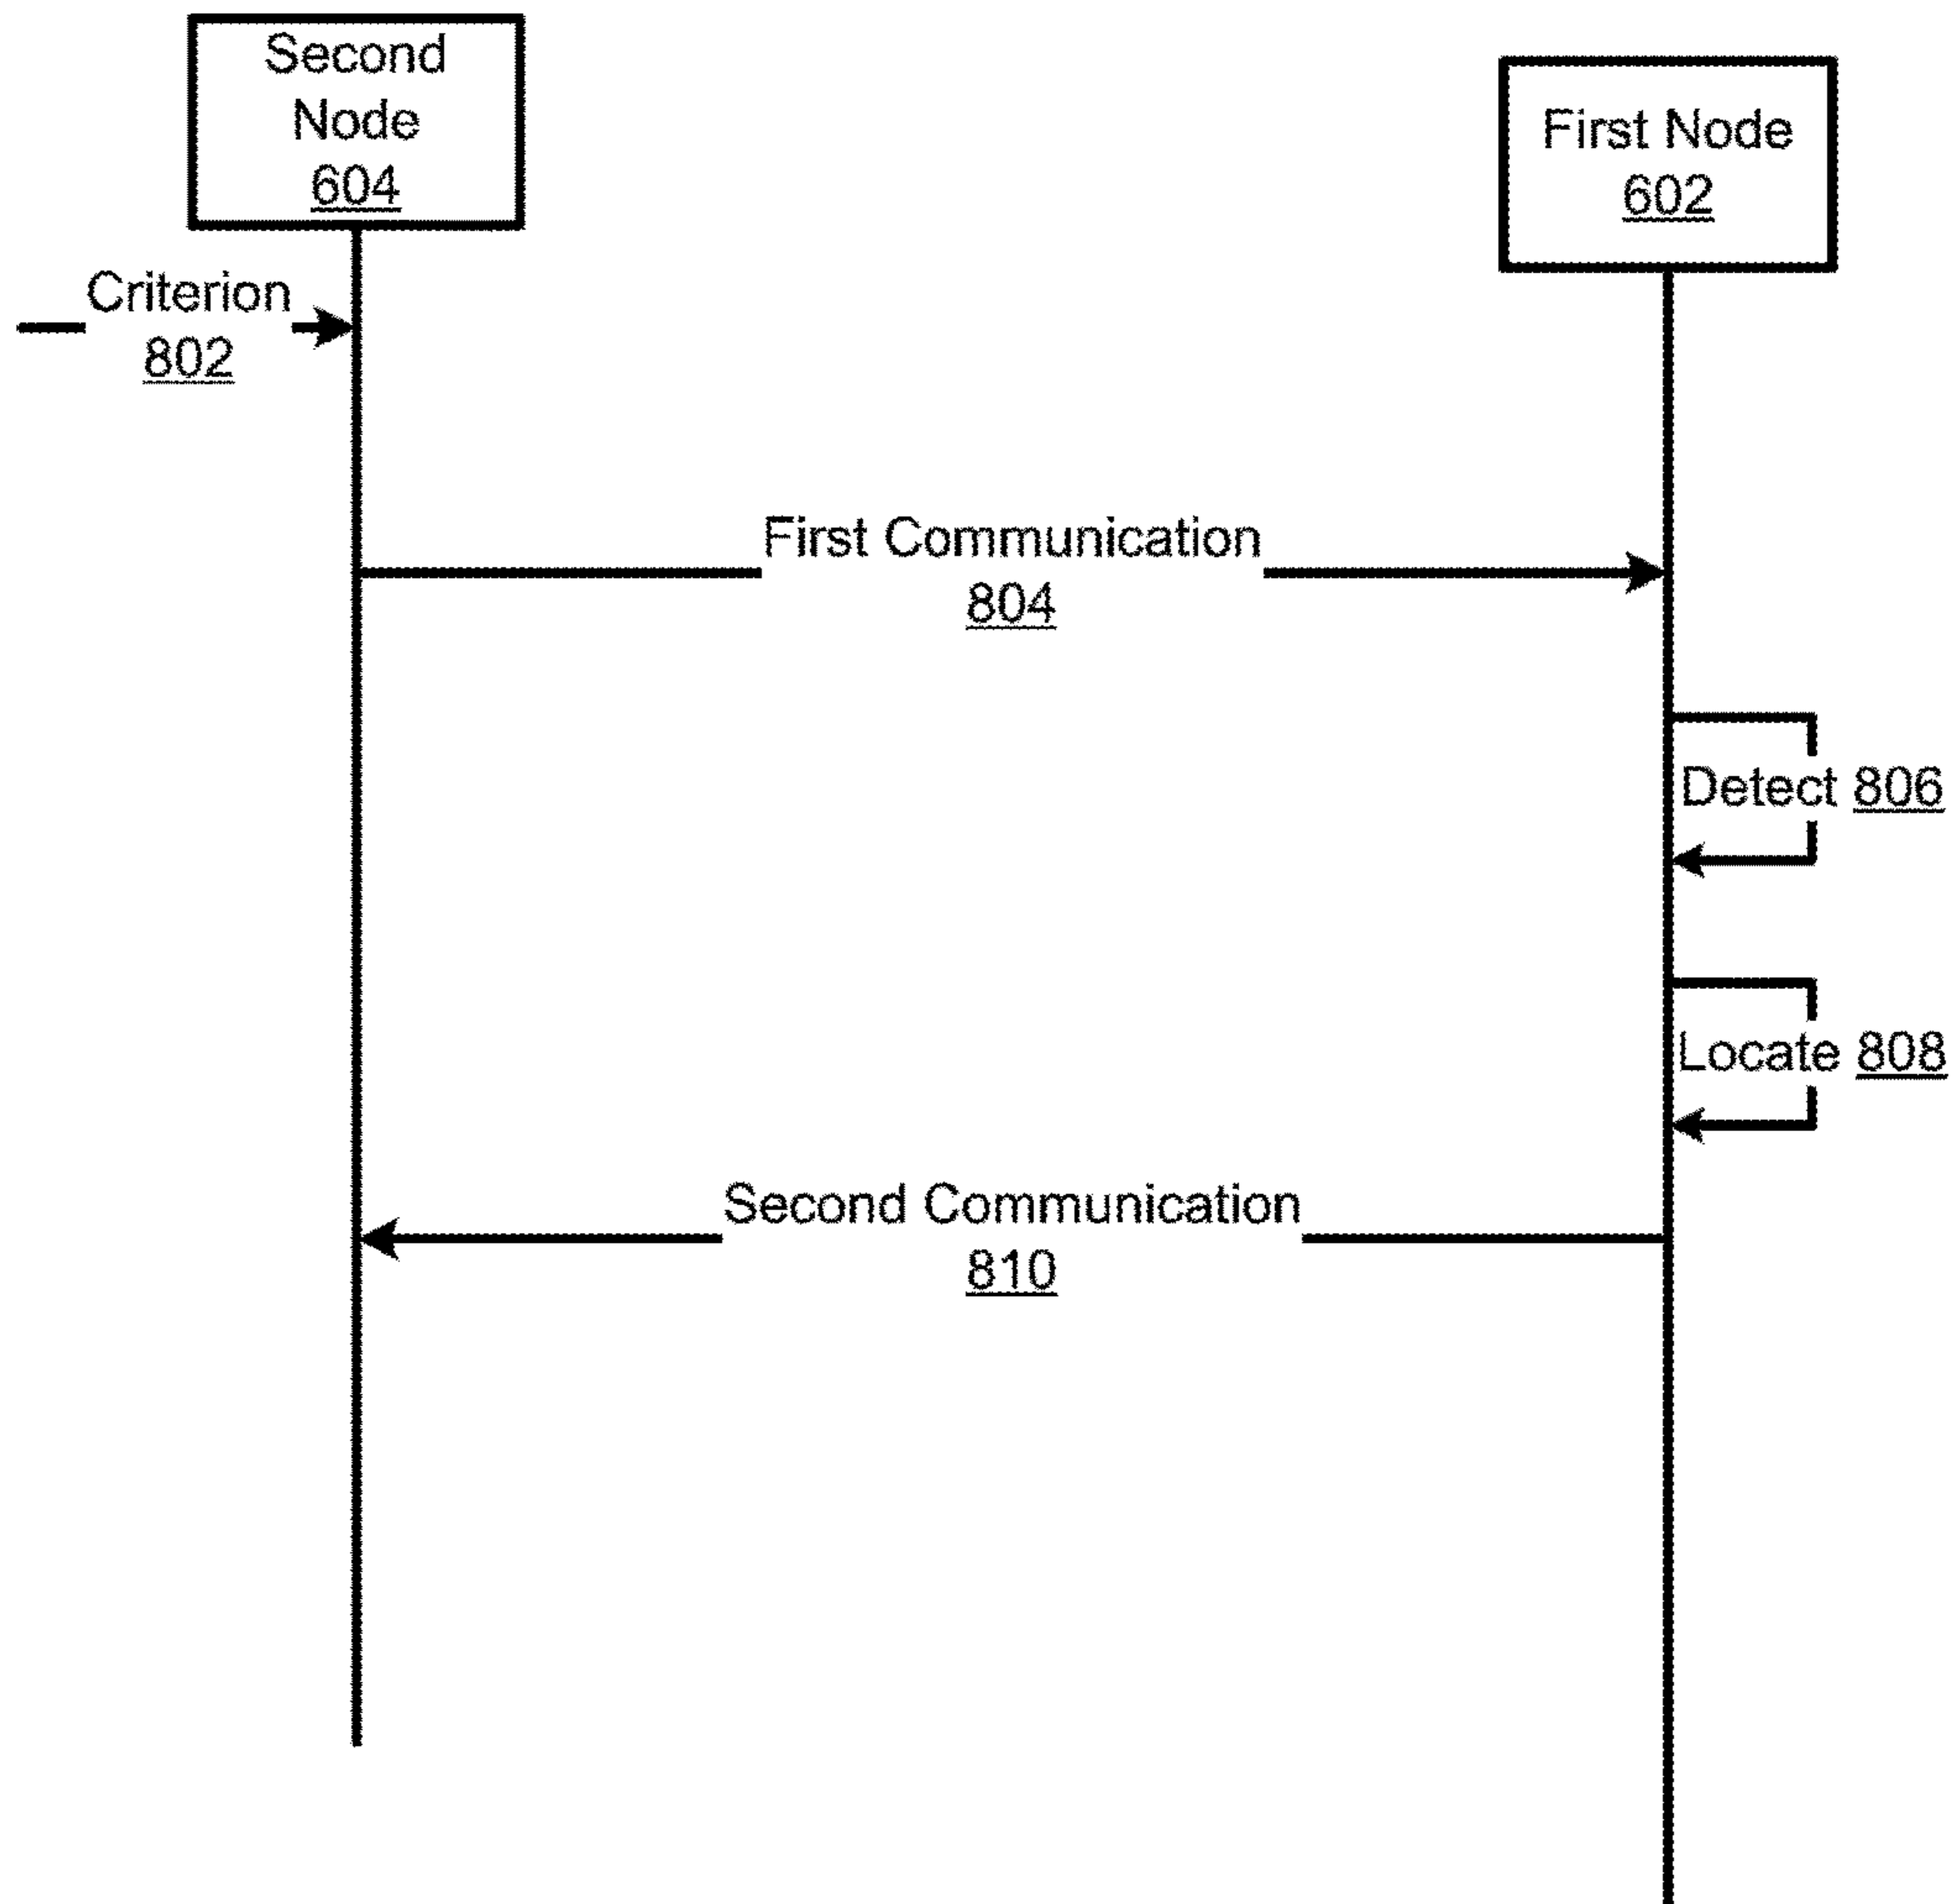 Second
Node
604
First Node
602
Criterion
802
First Communication
804
Detect 806
Locate 808
Second Communication
810